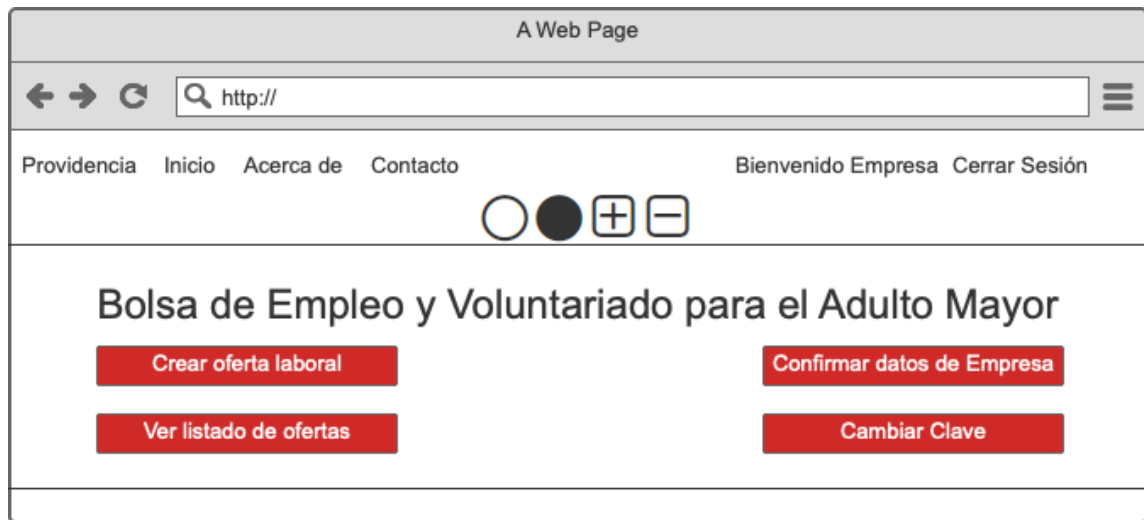 A Web Page
http://
Providencia Inicio Acerca de Contacto Bienvenido Empresa Cerrar Sesión
Bolsa de Empleo y Voluntariado para el Adulto Mayor
Crear oferta laboral Confirmar datos de Empresa
Ver listado de ofertas Cambiar Clave